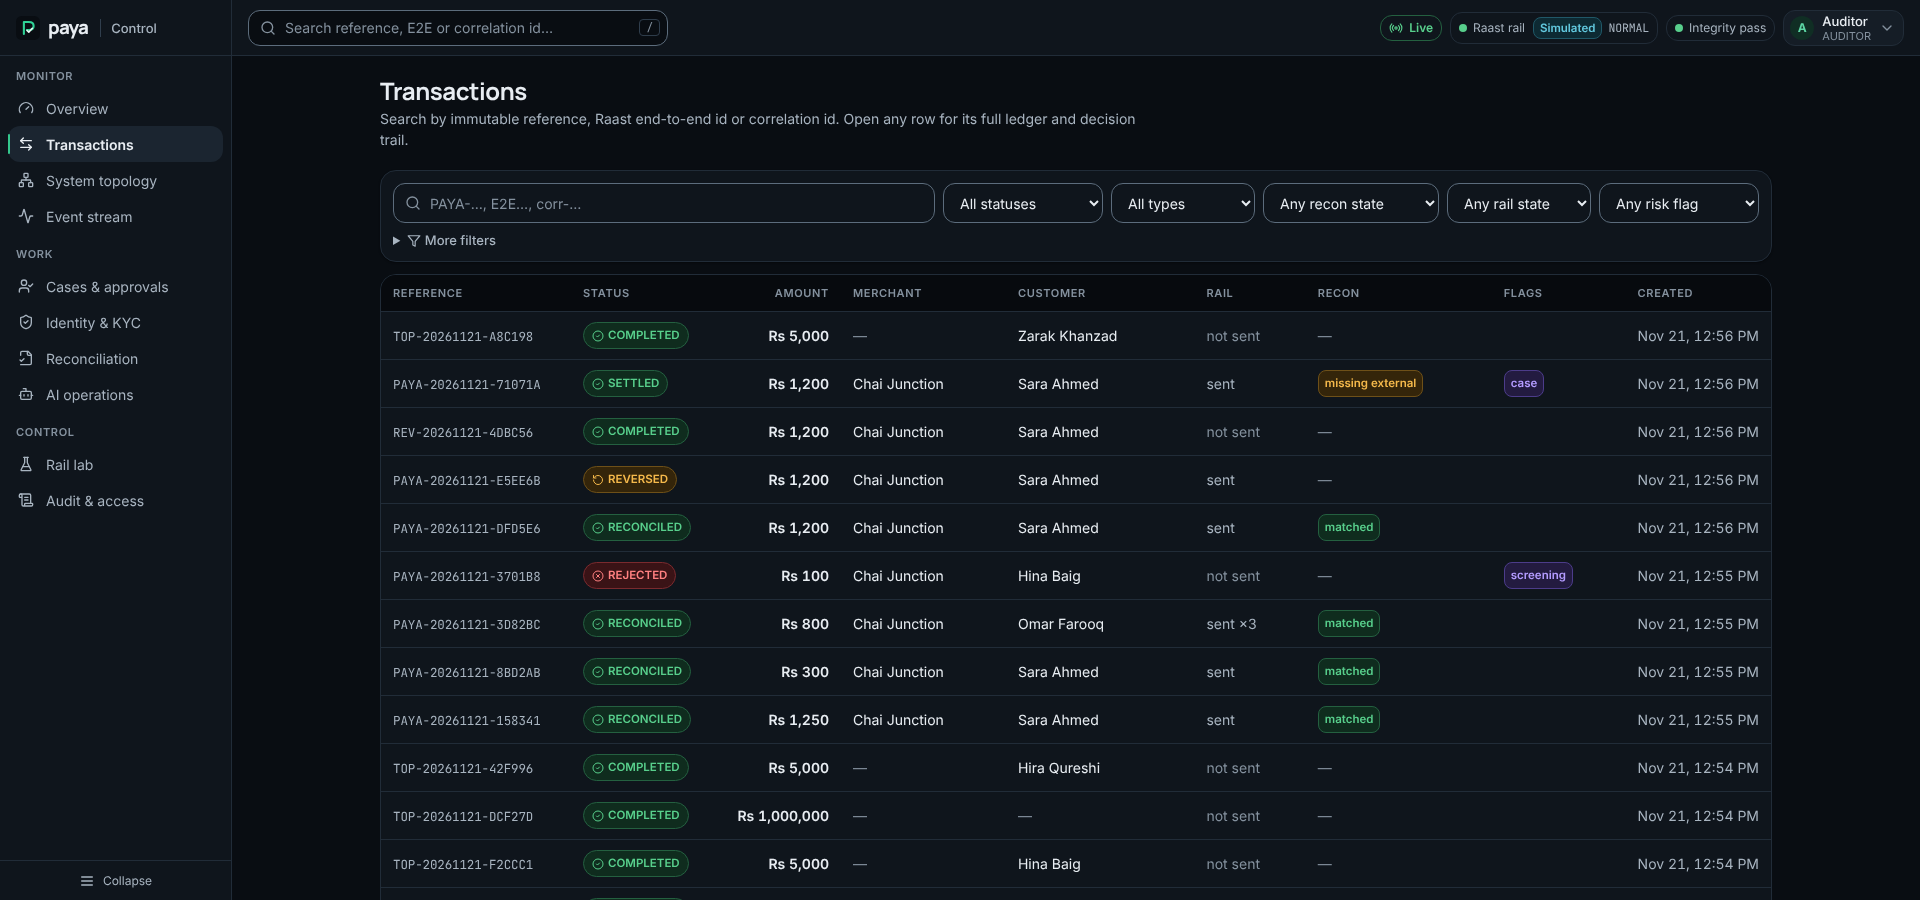 paya Control
Search reference, E2E or correlation id... /
Live
Raast rail Simulated NORMAL
Integrity pass
A Auditor
AUDITOR
MONITOR
Overview
Transactions
System topology
Event stream
WORK
Cases & approvals
Identity & KYC
Reconciliation
AI operations
CONTROL
Rail lab
Audit & access
Collapse
Transactions
Search by immutable reference, Raast end-to-end id or correlation id. Open any row for its full ledger and decision
trail.
PAYA-..., E2E..., corr-... All statuses All types Any recon state Any rail state Any risk flag
More filters
REFERENCE STATUS AMOUNT MERCHANT CUSTOMER RAIL RECON FLAGS CREATED
TOP-20261121-A8C198 COMPLETED Rs 5,000 — Zarak Khanzad not sent — Nov 21, 12:56 PM
PAYA-20261121-71071A SETTLED Rs 1,200 Chai Junction Sara Ahmed sent missing external case Nov 21, 12:56 PM
REV-20261121-4DBC56 COMPLETED Rs 1,200 Chai Junction Sara Ahmed not sent — Nov 21, 12:56 PM
PAYA-20261121-E5EE6B REVERSED Rs 1,200 Chai Junction Sara Ahmed sent — Nov 21, 12:56 PM
PAYA-20261121-DFD5E6 RECONCILED Rs 1,200 Chai Junction Sara Ahmed sent matched Nov 21, 12:56 PM
PAYA-20261121-3701B8 REJECTED Rs 100 Chai Junction Hina Baig not sent — screening Nov 21, 12:55 PM
PAYA-20261121-3D82BC RECONCILED Rs 800 Chai Junction Omar Farooq sent ×3 matched Nov 21, 12:55 PM
PAYA-20261121-8BD2AB RECONCILED Rs 300 Chai Junction Sara Ahmed sent matched Nov 21, 12:55 PM
PAYA-20261121-158341 RECONCILED Rs 1,250 Chai Junction Sara Ahmed sent matched Nov 21, 12:55 PM
TOP-20261121-42F996 COMPLETED Rs 5,000 — Hira Qureshi not sent — Nov 21, 12:54 PM
TOP-20261121-DCF27D COMPLETED Rs 1,000,000 — — not sent — Nov 21, 12:54 PM
TOP-20261121-F2CCC1 COMPLETED Rs 5,000 — Hina Baig not sent — Nov 21, 12:54 PM